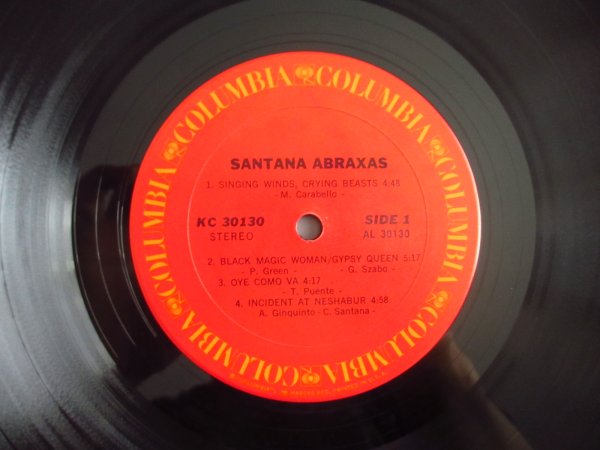 COLUMBIA COLUMBIA COLUMBIA COLUMBIA COLUMBIA COLUMBIA
SANTANA ABRAXAS
1. SINGING WINDS, CRYING BEASTS 4:48
- M. Carabello -
KC 30130 SIDE 1
STEREO AL 30130
2. BLACK MAGIC WOMAN/GYPSY QUEEN 5:17
- P. Green - - G. Szabo -
3. OYE COMO VA 4:17
- T. Puente -
4. INCIDENT AT NESHABUR 4:58
A. Ginquinto - C. Santana -